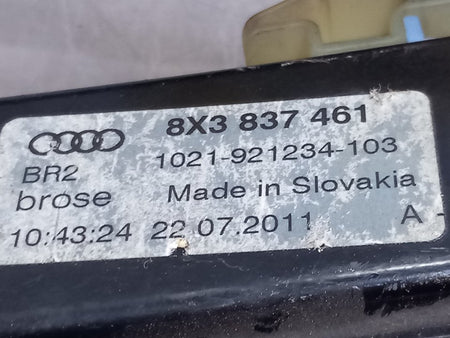 8X3 837 461
BR2 1021-921234-103
brose Made in Slovakia
10:43:24 22.07.2011 A -